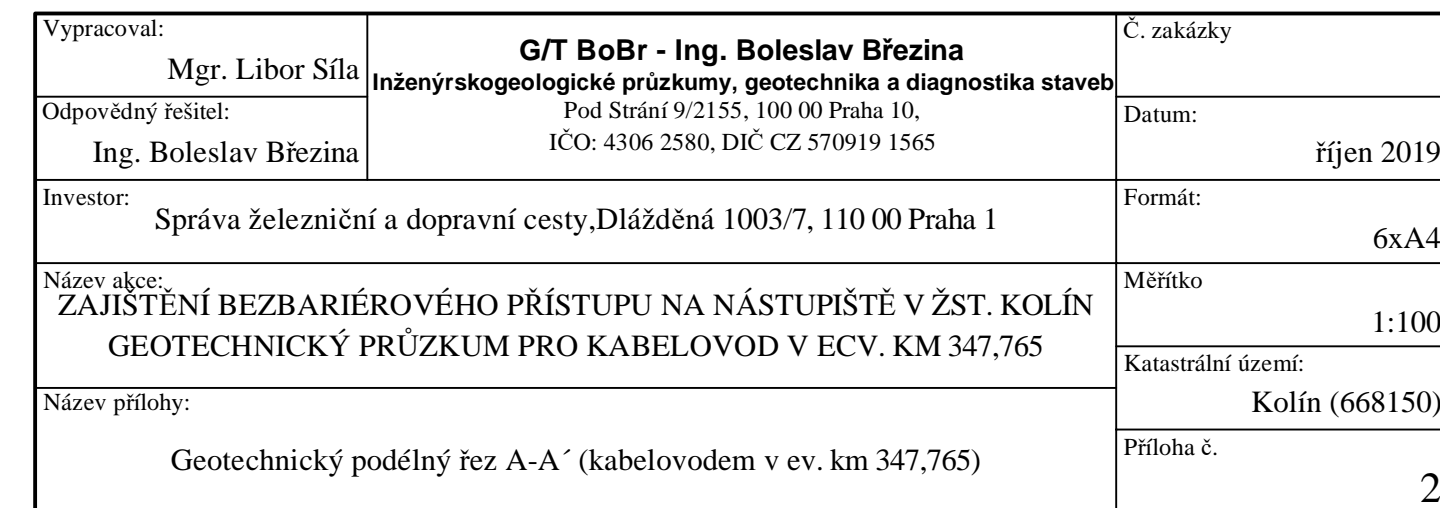 Vypracoval:
Mgr. Libor Síla
Odpovědný řešitel:
Ing. Boleslav Březina
G/T BoBr - Ing. Boleslav Březina
Inženýrskogeologické průzkumy, geotechnika a diagnostika staveb
Pod Strání 9/2155, 100 00 Praha 10,
IČO: 4306 2580, DIČ CZ 570919 1565
Č. zakázky
Datum:
říjen 2019
Investor:
Správa železniční a dopravní cesty,Dlážděná 1003/7, 110 00 Praha 1
Formát:
6xA4
Název akce:
ZAJIŠTĚNÍ BEZBARIÉROVÉHO PŘÍSTUPU NA NÁSTUPIŠTĚ V ŽST. KOLÍN
GEOTECHNICKÝ PRŮZKUM PRO KABELOVOD V ECV. KM 347,765
Měřítko
1:100
Katastrální území:
Kolín (668150)
Název přílohy:
Geotechnický podélný řez A-A´ (kabelovodem v ev. km 347,765)
Příloha č.
2